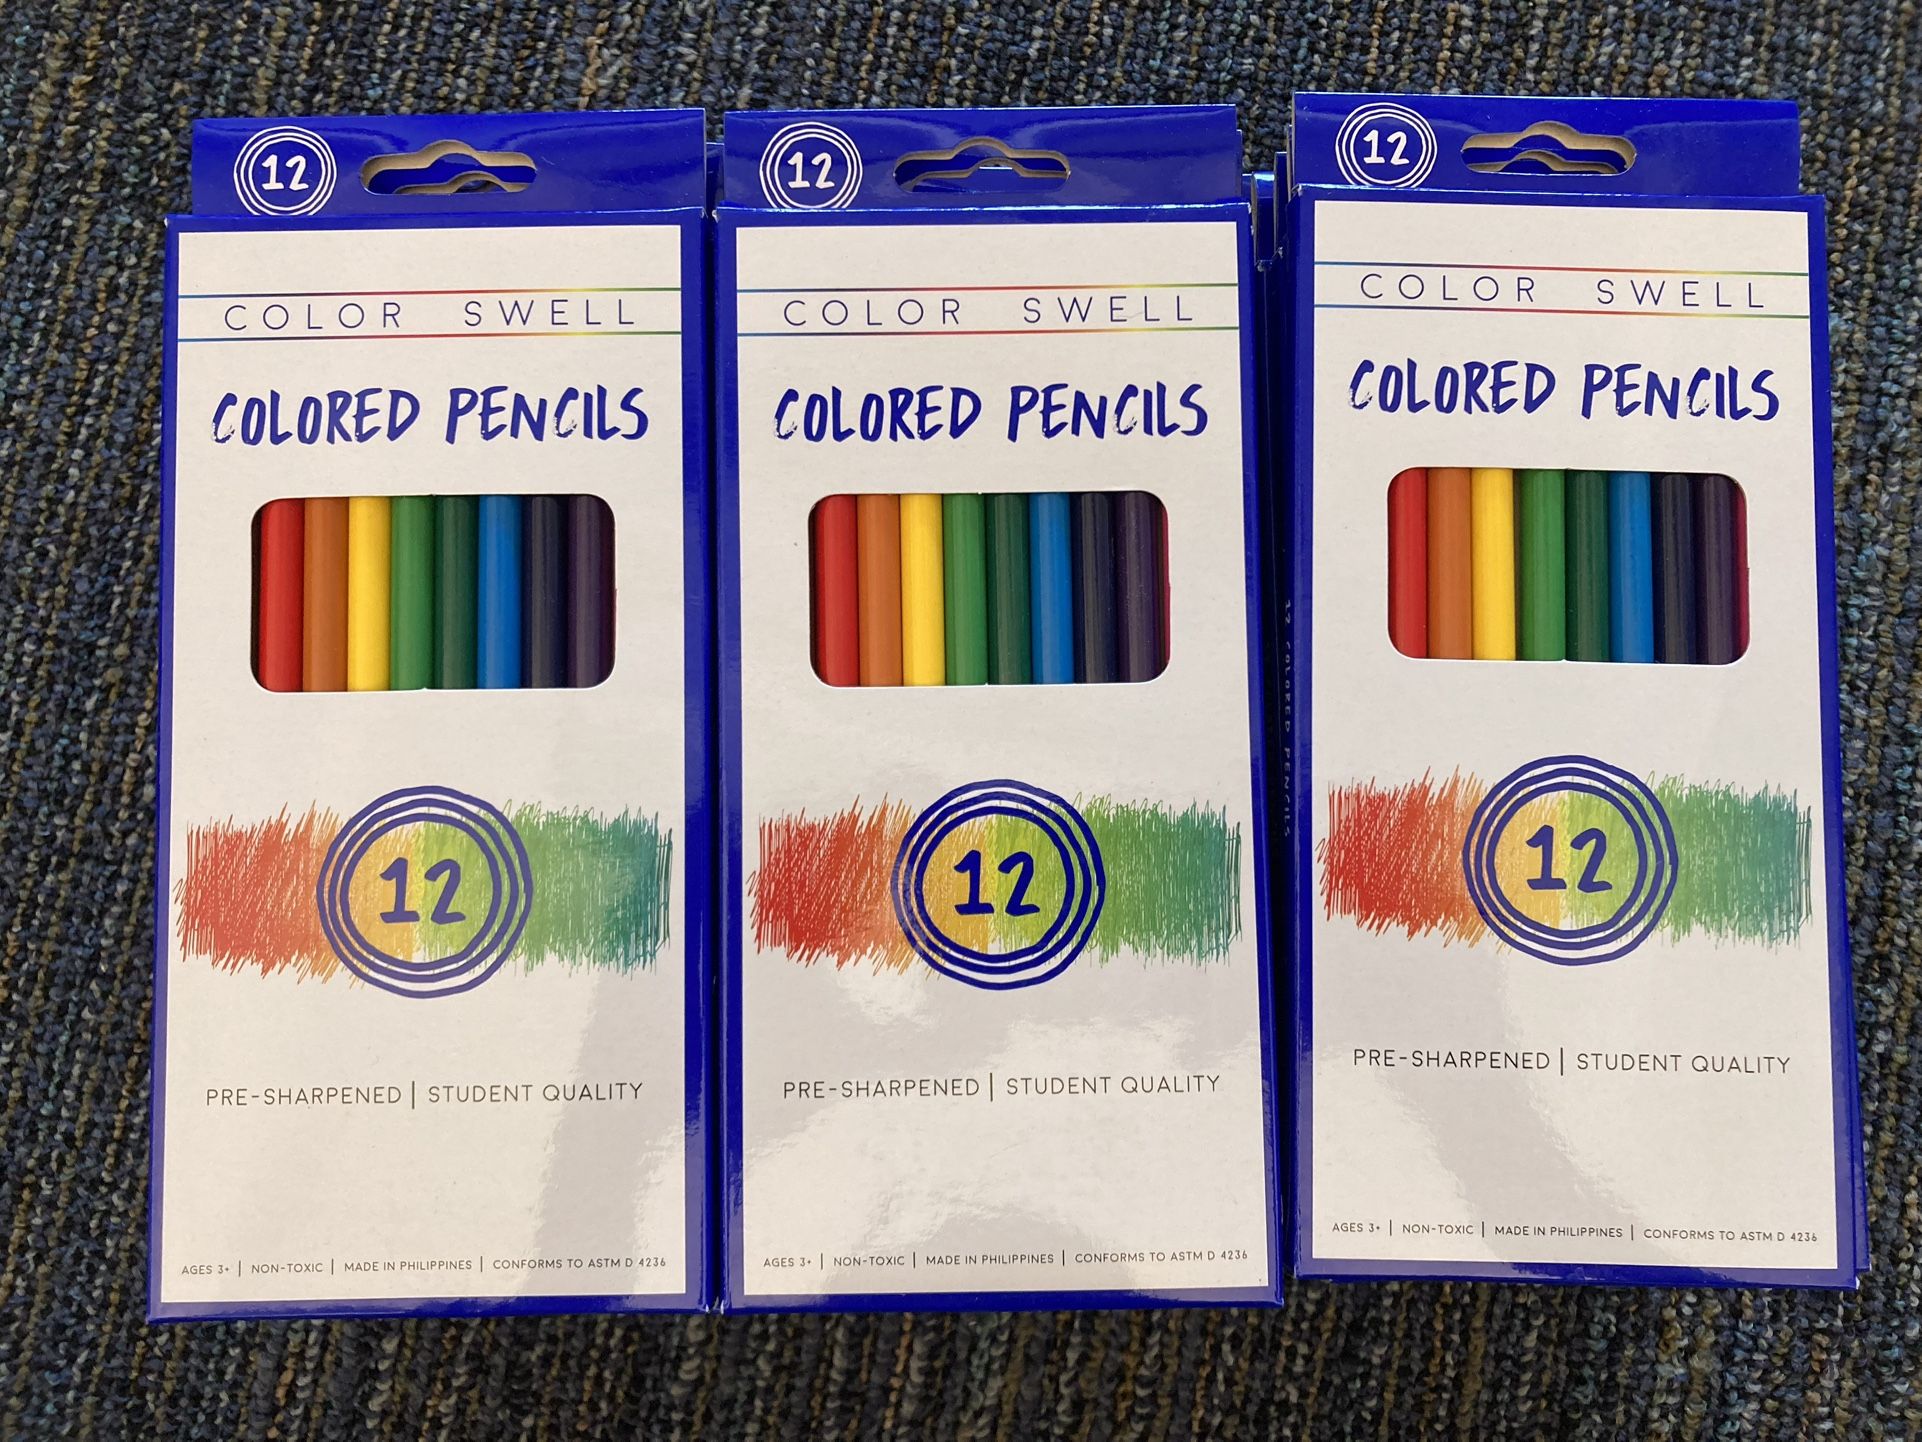 12
COLOR SWELL
COLORED PENCILS
12
PRE-SHARPENED | STUDENT QUALITY
AGES 3+ | NON-TOXIC | MADE IN PHILIPPINES | CONFORMS TO ASTM D 4236
12
COLOR SWELL
COLORED PENCILS
12
PRE-SHARPENED | STUDENT QUALITY
AGES 3+ | NON-TOXIC | MADE IN PHILIPPINES | CONFORMS TO ASTM D 4236
12 COLORED PENCILS
12
COLOR SWELL
COLORED PENCILS
12
PRE-SHARPENED | STUDENT QUALITY
AGES 3+ | NON-TOXIC | MADE IN PHILIPPINES | CONFORMS TO ASTM D 4236